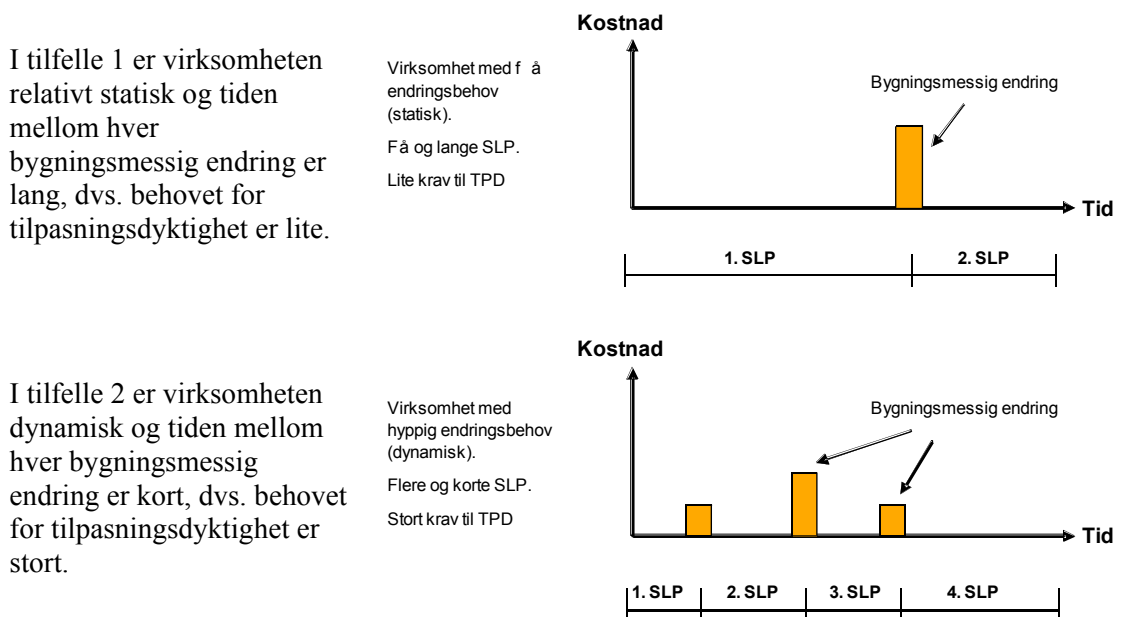 I tilfelle 1 er virksomheten
relativt statisk og tiden
mellom hver
bygningsmessig endring er
lang, dvs. behovet for
tilpasningsdyktighet er lite.
Virksomhet med f å
endringsbehov
(statisk).
Få og lange SLP.
Lite krav til TPD
Kostnad
Bygningsmessig endring
Tid
1. SLP
2. SLP
I tilfelle 2 er virksomheten
dynamisk og tiden mellom
hver bygningsmessig
endring er kort, dvs. behovet
for tilpasningsdyktighet er
stort.
Virksomhet med
hyppig endringsbehov
(dynamisk).
Flere og korte SLP.
Stort krav til TPD
Kostnad
Bygningsmessig endring
Tid
1. SLP
2. SLP
3. SLP
4. SLP